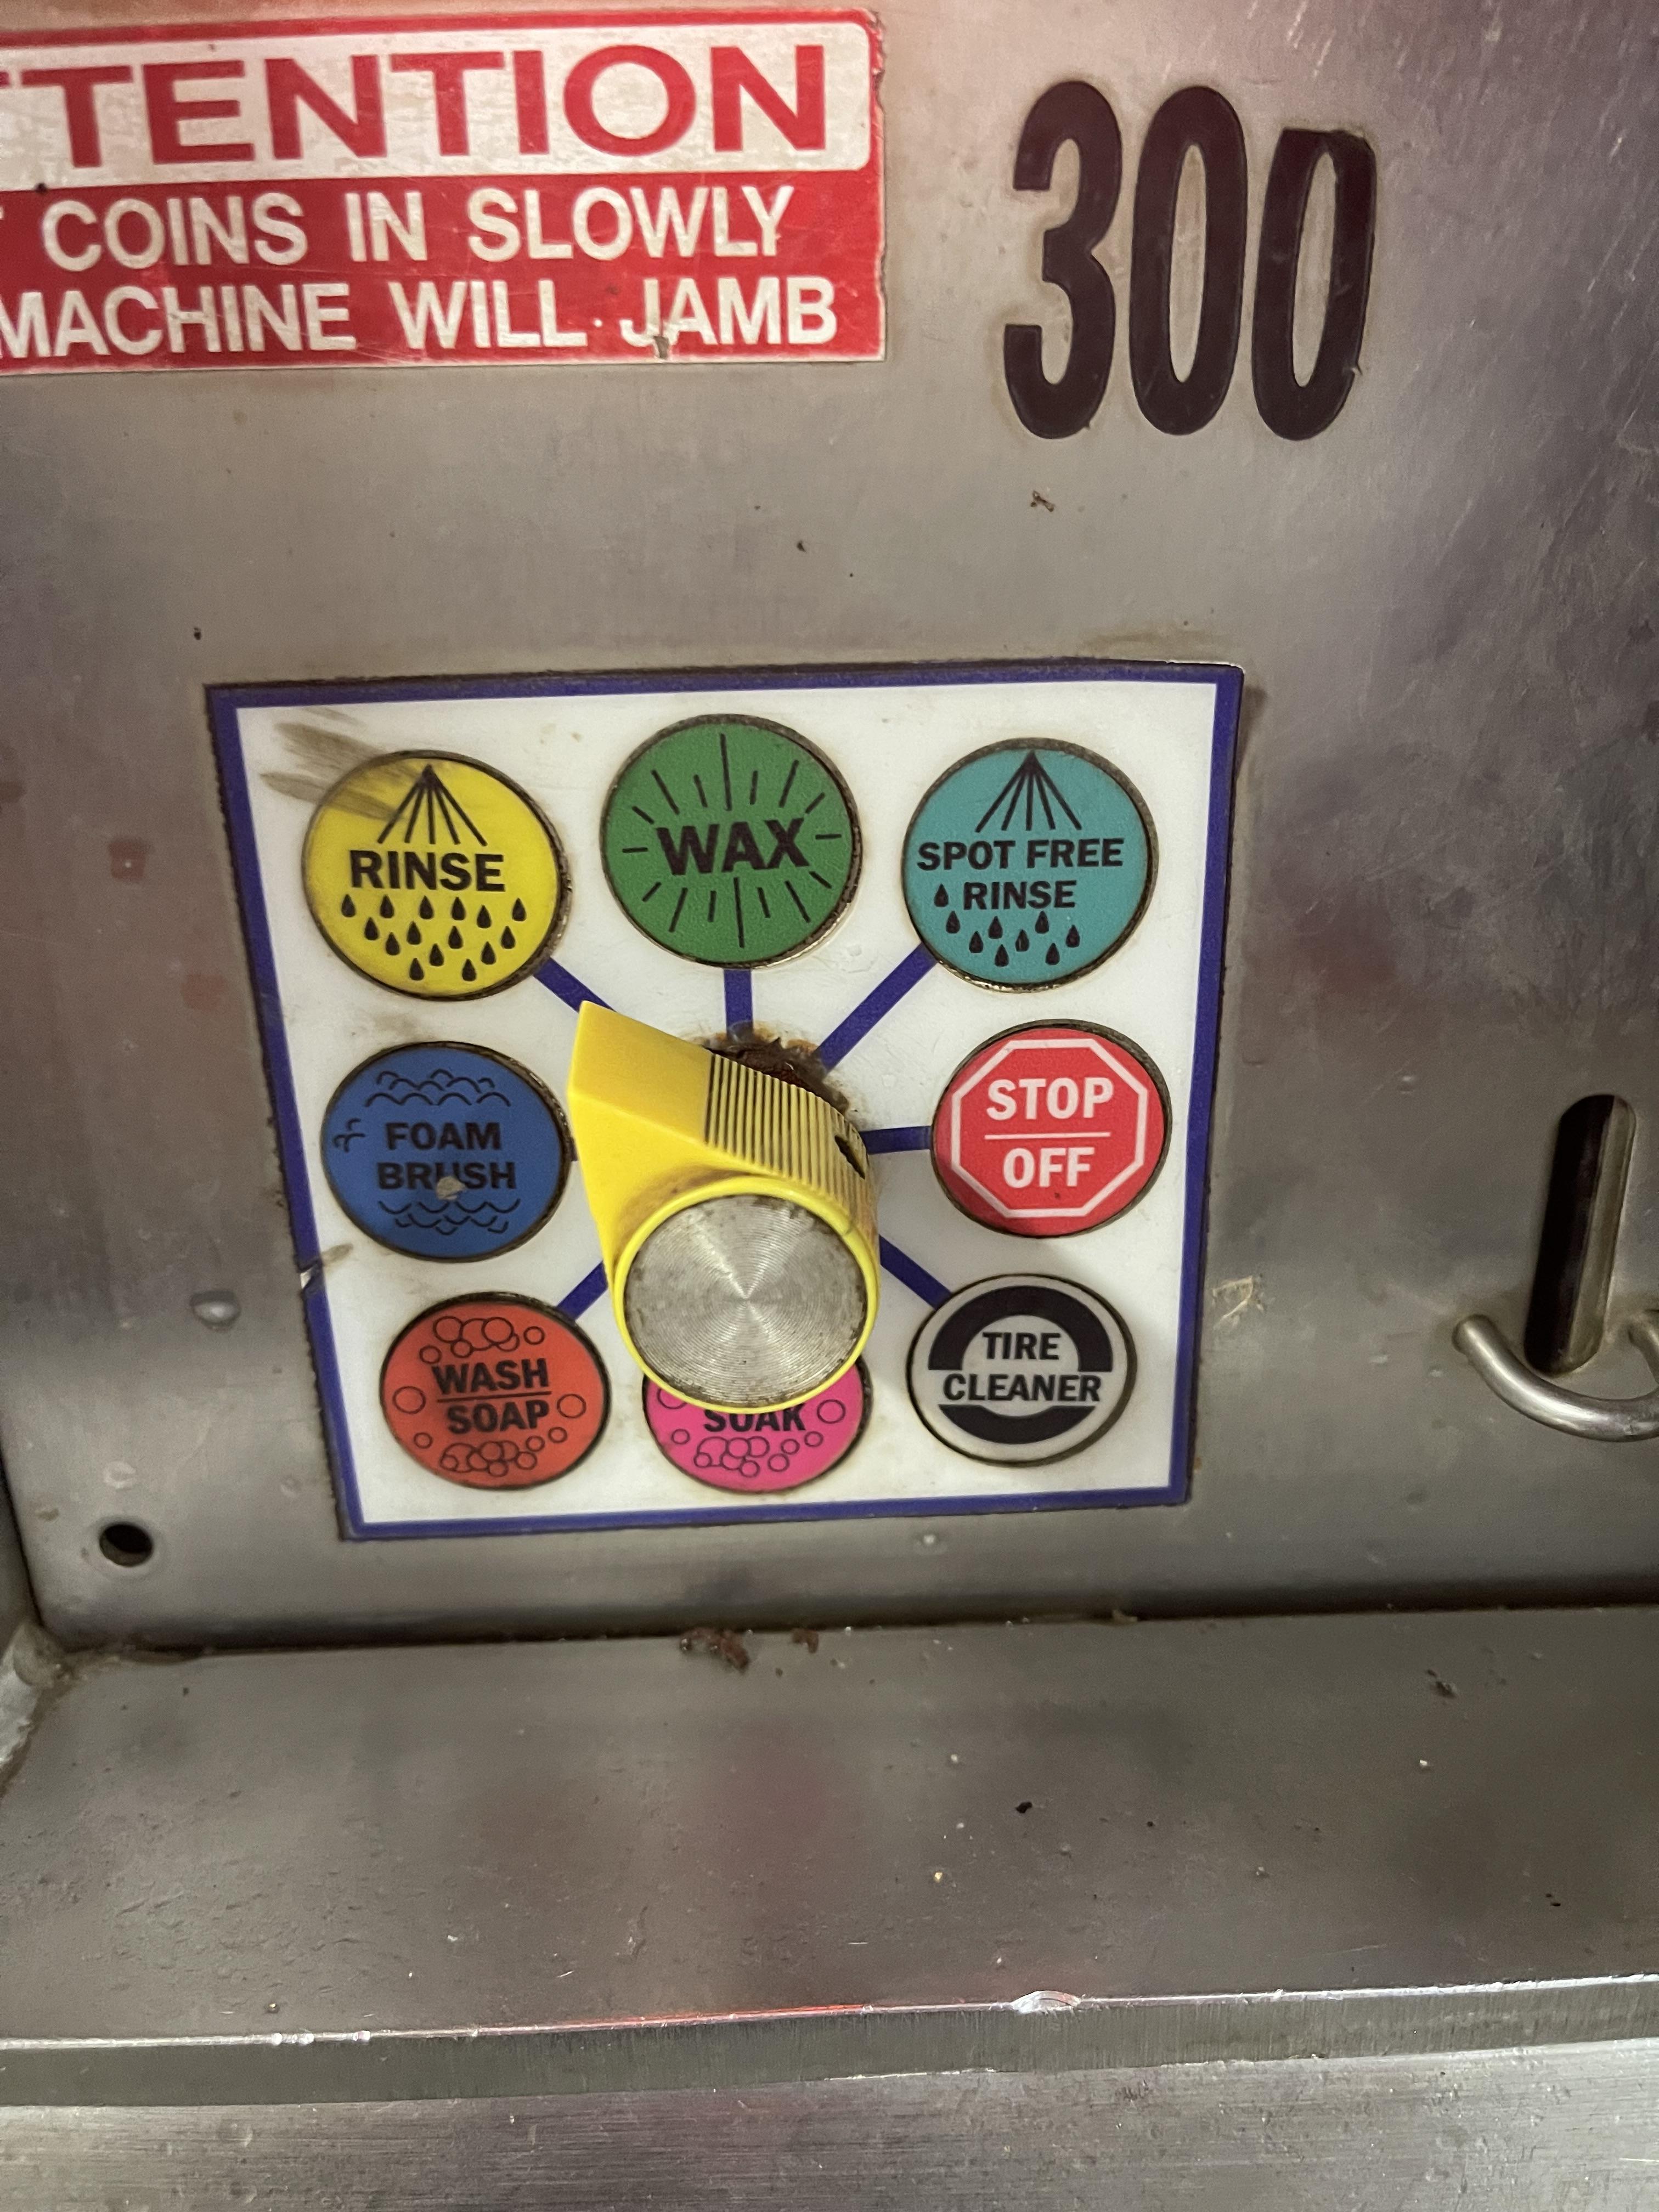 TTENTION
COINS IN SLOWLY
MACHINE WILL JAMB
300
RINSE
WAX
SPOT FREE
RINSE
FOAM
BRUSH
STOP
OFF
WASH
SOAP
SOAK
TIRE
CLEANER